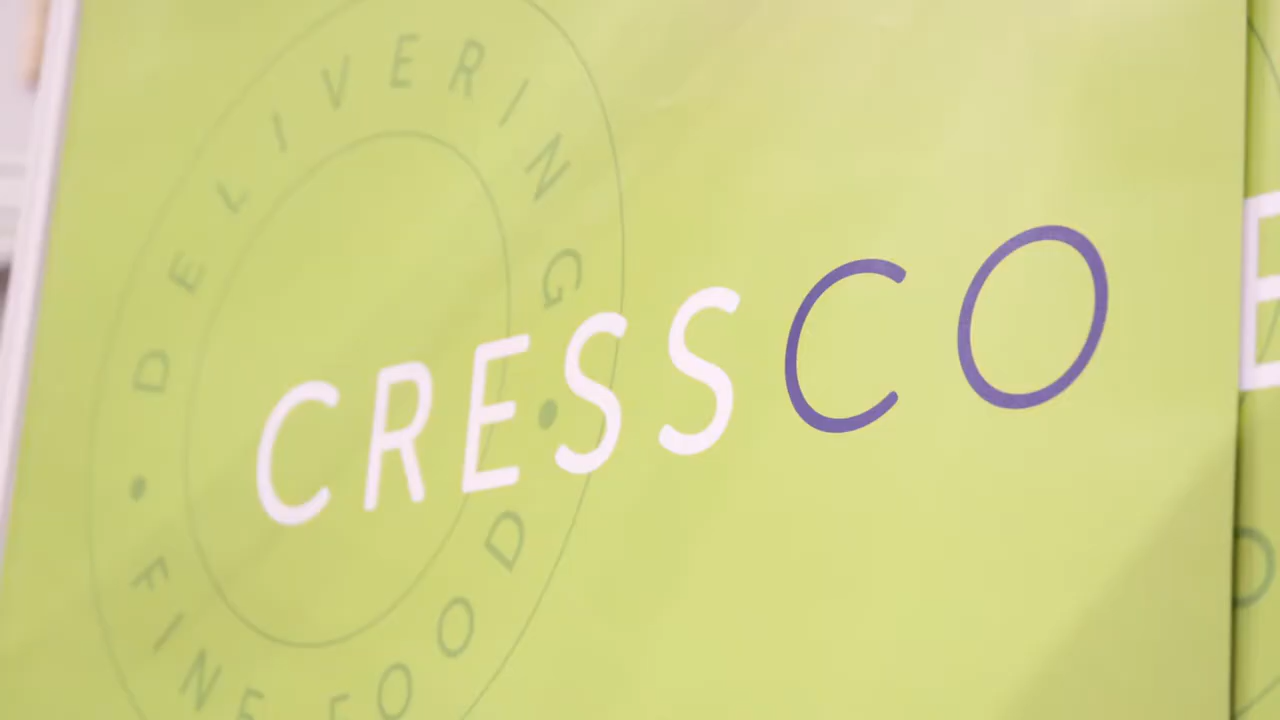 DELIVERING
CRESSCO
• FINE FOOD •